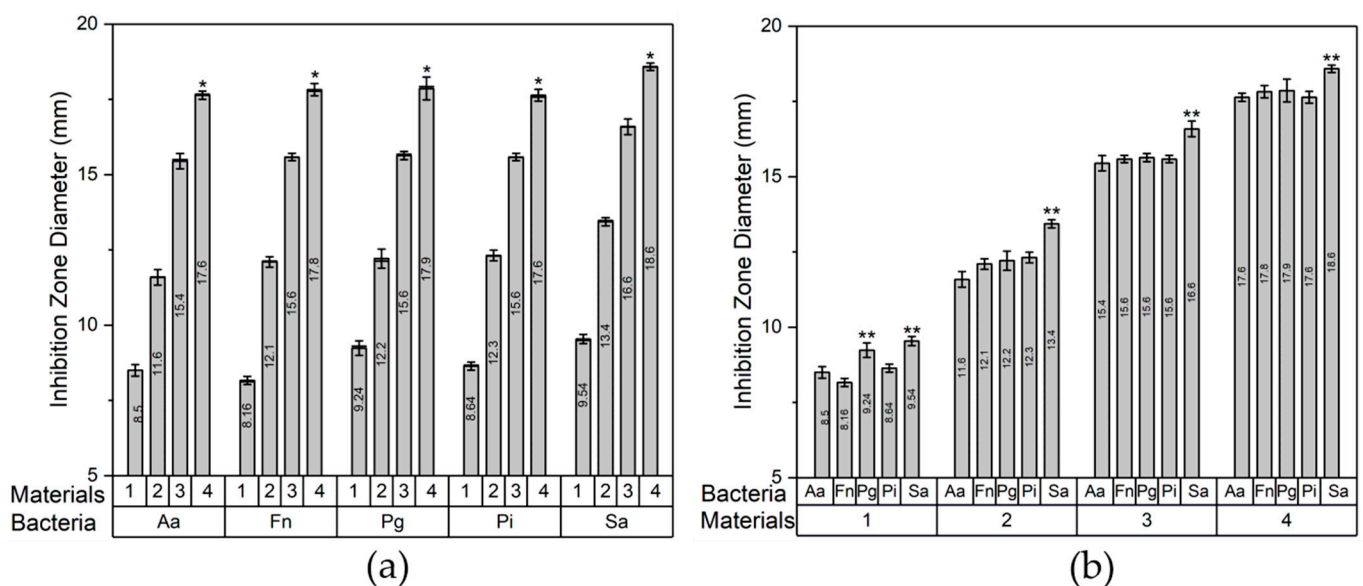 20
15
10
5
Inhibition Zone Diameter (mm)
* * * * *
8.5 11.6 15.4 17.6 8.16 12.1 15.6 17.8 9.24 12.2 15.6 17.9 8.64 12.3 15.6 17.6 9.54 13.4 16.6 18.6
Materials 1 2 3 4 1 2 3 4 1 2 3 4 1 2 3 4 1 2 3 4
Bacteria Aa Fn Pg Pi Sa
(a)
20
15
10
5
Inhibition Zone Diameter (mm)
** ** ** ** **
8.5 8.16 9.24 8.64 9.54 11.6 12.1 12.2 12.3 13.4 15.4 15.6 15.6 15.6 16.6 17.6 17.8 17.9 17.6 18.6
Bacteria Aa Fn Pg Pi Sa Aa Fn Pg Pi Sa Aa Fn Pg Pi Sa Aa Fn Pg Pi Sa
Materials 1 2 3 4
(b)